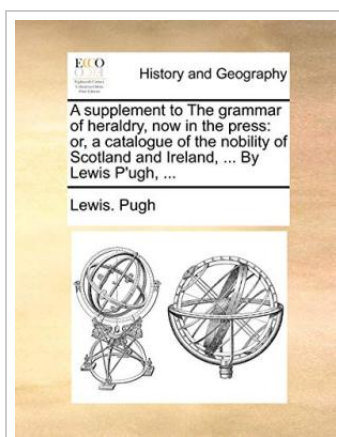 ECCO
History and Geography
A supplement to The grammar
of heraldry, now in the press:
or, a catalogue of the nobility of
Scotland and Ireland, ... By
Lewis P'ugh, ...
Lewis. Pugh